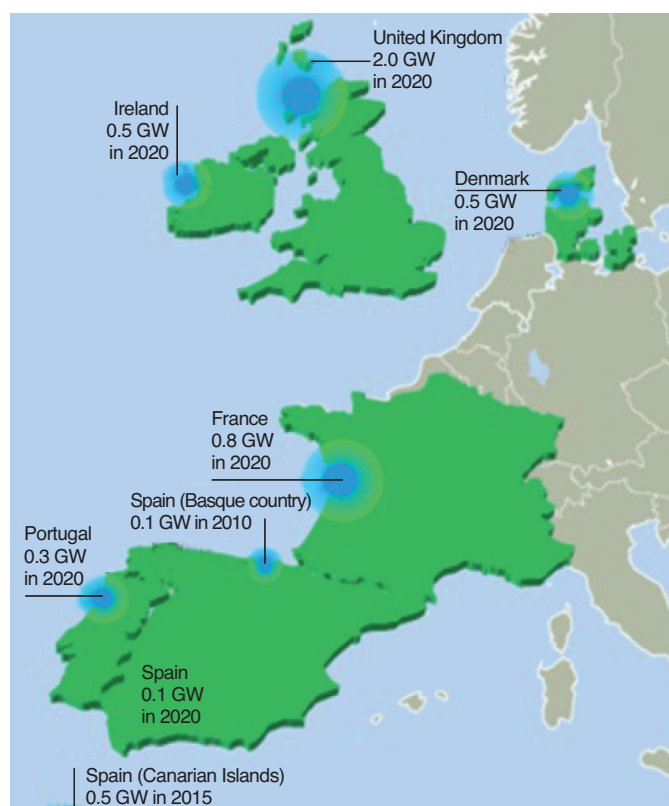 United Kingdom
2.0 GW
in 2020
Ireland
0.5 GW
in 2020
Denmark
0.5 GW
in 2020
France
0.8 GW
in 2020
Spain (Basque country)
0.1 GW in 2010
Portugal
0.3 GW
in 2020
Spain
0.1 GW
in 2020
Spain (Canarian Islands)
0.5 GW in 2015